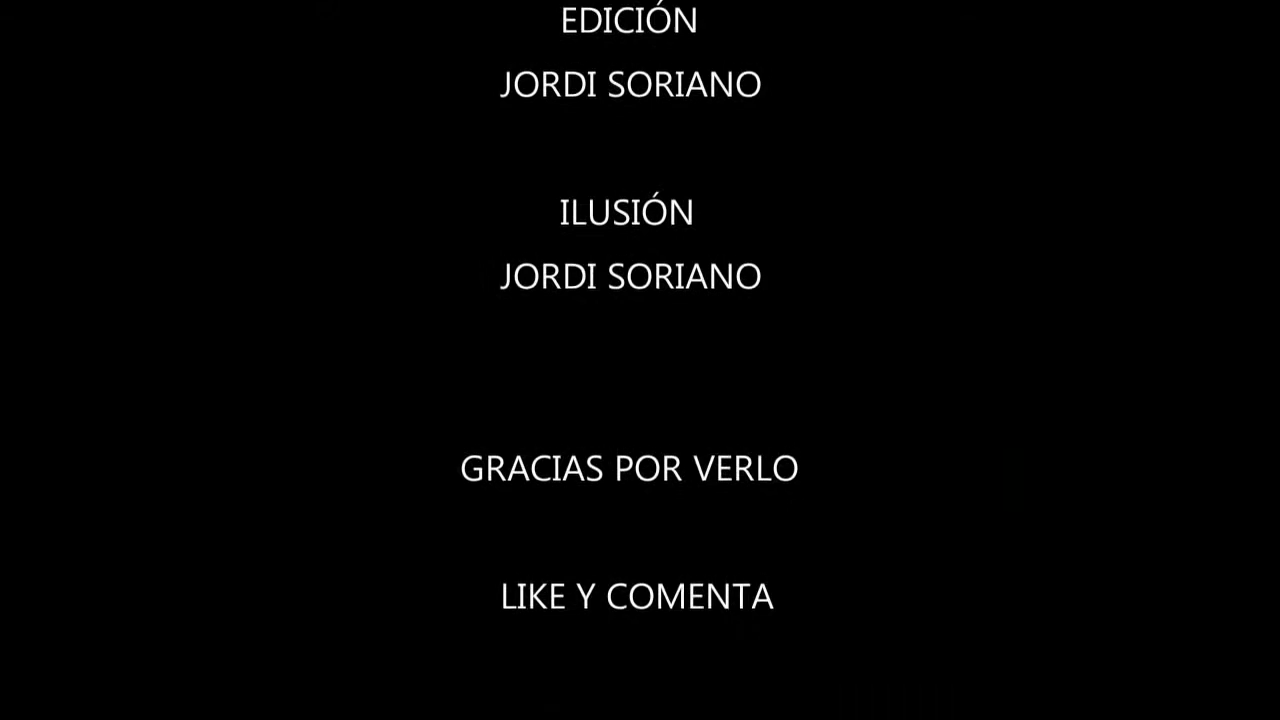 EDICIÓN
JORDI SORIANO
ILUSIÓN
JORDI SORIANO
GRACIAS POR VERLO
LIKE Y COMENTA